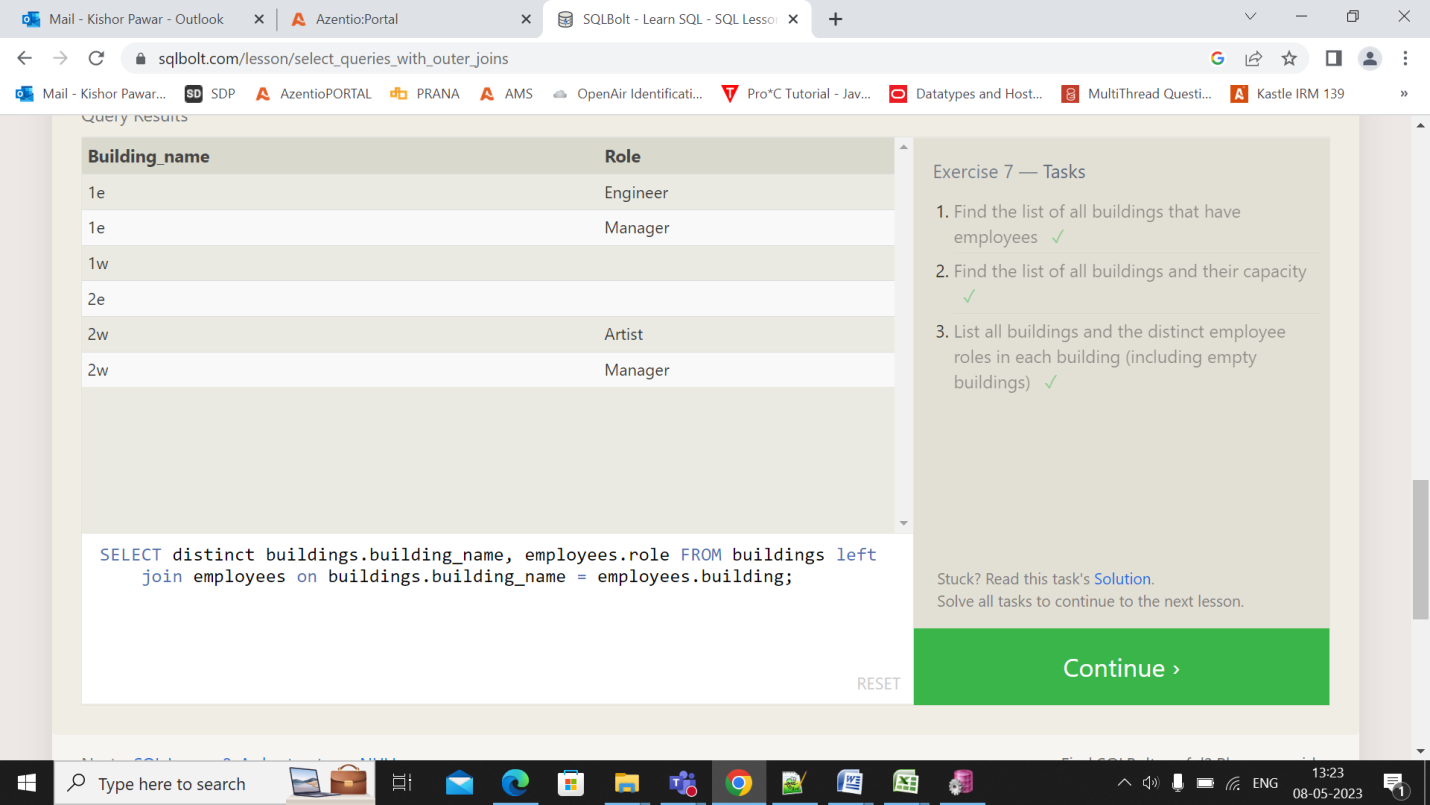 Mail - Kishor Pawar - Outlook
Azentio:Portal
SQLBolt - Learn SQL - SQL Lesson
sqlbolt.com/lesson/select_queries_with_outer_joins
Mail - Kishor Pawar... SD SDP AzentioPORTAL PRANA AMS OpenAir Identificati... Pro*C Tutorial - Jav... Datatypes and Host... MultiThread Questi... Kastle IRM 139 »
Query Results
Building_name Role
1e Engineer
1e Manager
1w
2e
2w Artist
2w Manager
SELECT distinct buildings.building_name, employees.role FROM buildings left
join employees on buildings.building_name = employees.building;
RESET
Exercise 7 — Tasks
1. Find the list of all buildings that have
employees ✓
2. Find the list of all buildings and their capacity
✓
3. List all buildings and the distinct employee
roles in each building (including empty
buildings) ✓
Stuck? Read this task's Solution.
Solve all tasks to continue to the next lesson.
Continue ›
Type here to search
ENG
13:23
08-05-2023
1